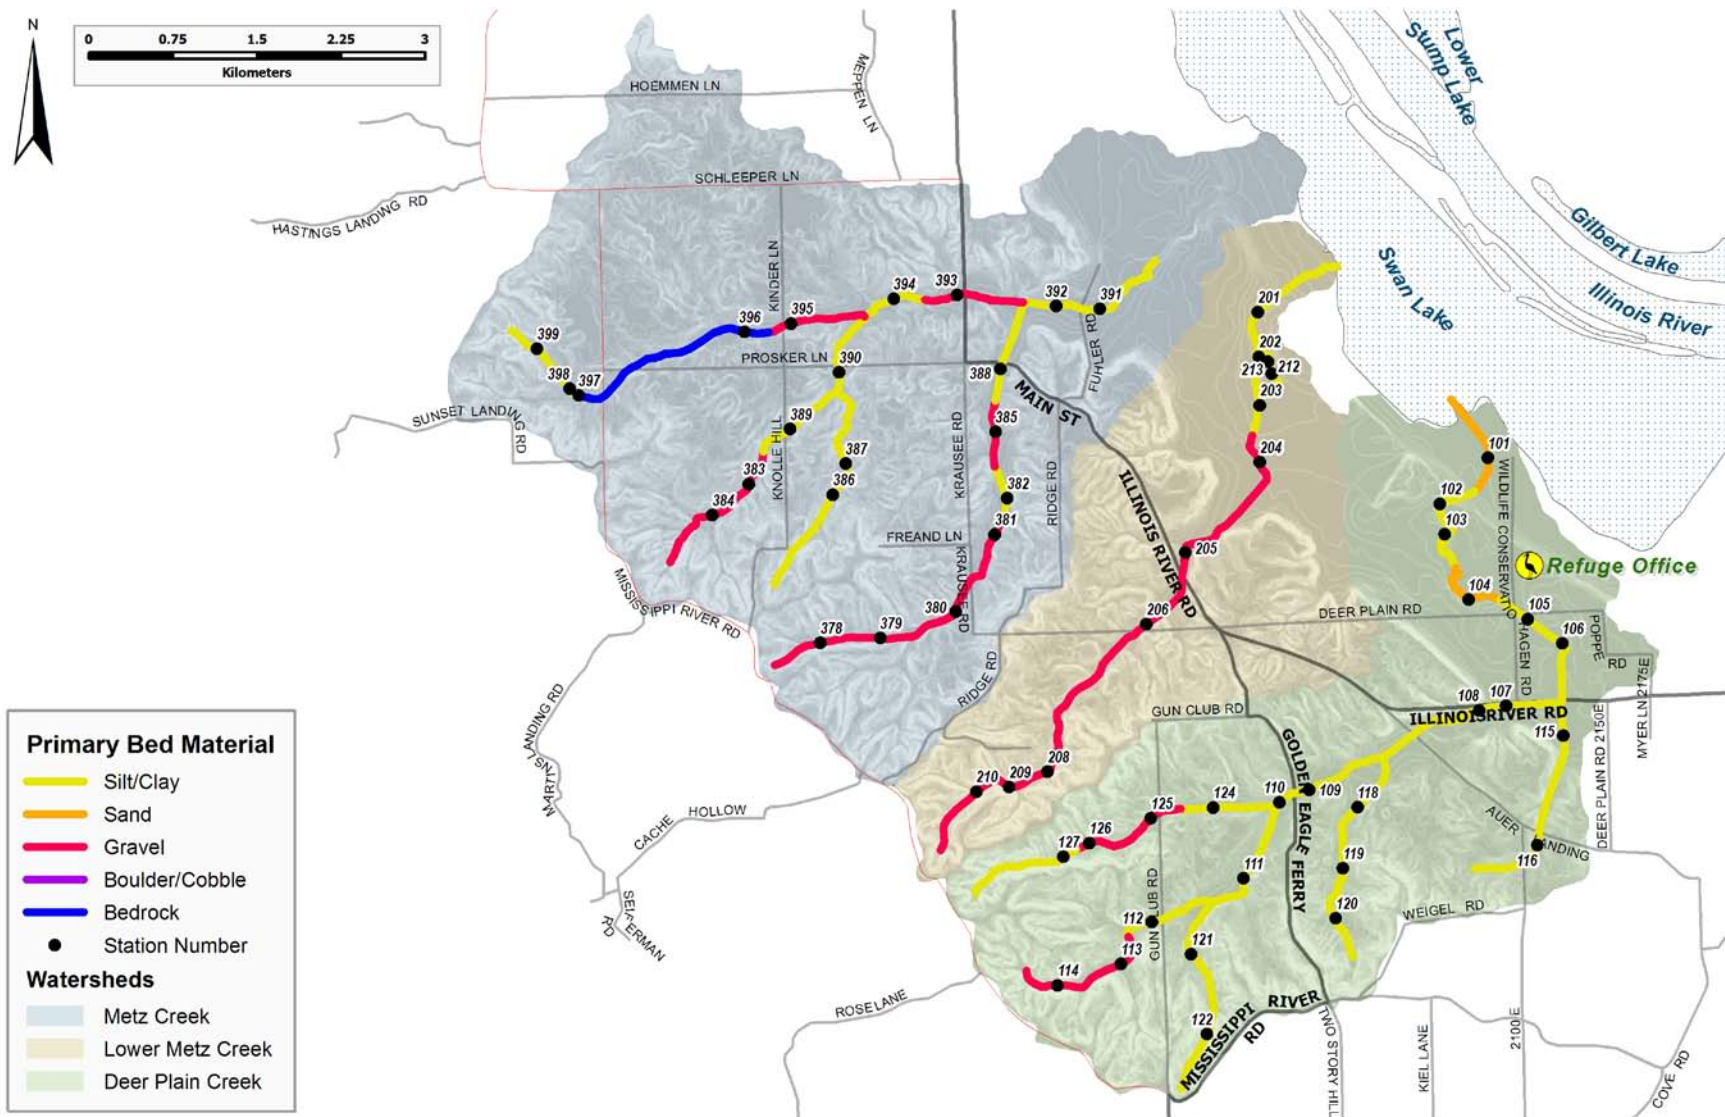 N
0 0.75 1.5 2.25 3
Kilometers
HOEMMEN LN
MEPPEN LN
Lower
Stump Lake
SCHLEEPER LN
HASTINGS LANDING RD
Gilbert Lake
Swan Lake
Illinois River
KINDER LN
394
393
392
391
201
396
395
399
202
PROSKER LN
390
FUHLER RD
213
212
398
397
388
203
MAIN ST
SUNSET LANDING RD
389
385
KNOLLE HILL
KRAUSEE RD
204
101
387
383
RIDGE RD
386
382
384
ILLINOIS RIVER RD
102
WILDLIFE CONSERVATIO
103
381
FREAND LN
205
Refuge Office
MISSISSIPPI RIVER RD
KRAUSEE RD
104
380
206
DEER PLAIN RD
105
378
379
106
POPPE RD
HAGEN RD
RIDGE RD
MYER LN 2175E
MARTINS LANDING RD
GUN CLUB RD
108
107
ILLINOIS RIVER RD
115
DEER PLAIN RD 2150E
GOLDEN EAGLE FERRY
210
209
208
110
109
124
125
118
CACHE HOLLOW
AUER LANDING
127
126
111
119
116
SEIFERMAN RD
GUN CLUB RD
112
120
WEIGEL RD
121
113
114
ROSELANE
MISSISSIPPI RIVER RD
122
TWO STORY HILL
KIEL LANE
2100E
COVE RD
Primary Bed Material
Silt/Clay
Sand
Gravel
Boulder/Cobble
Bedrock
Station Number
Watersheds
Metz Creek
Lower Metz Creek
Deer Plain Creek